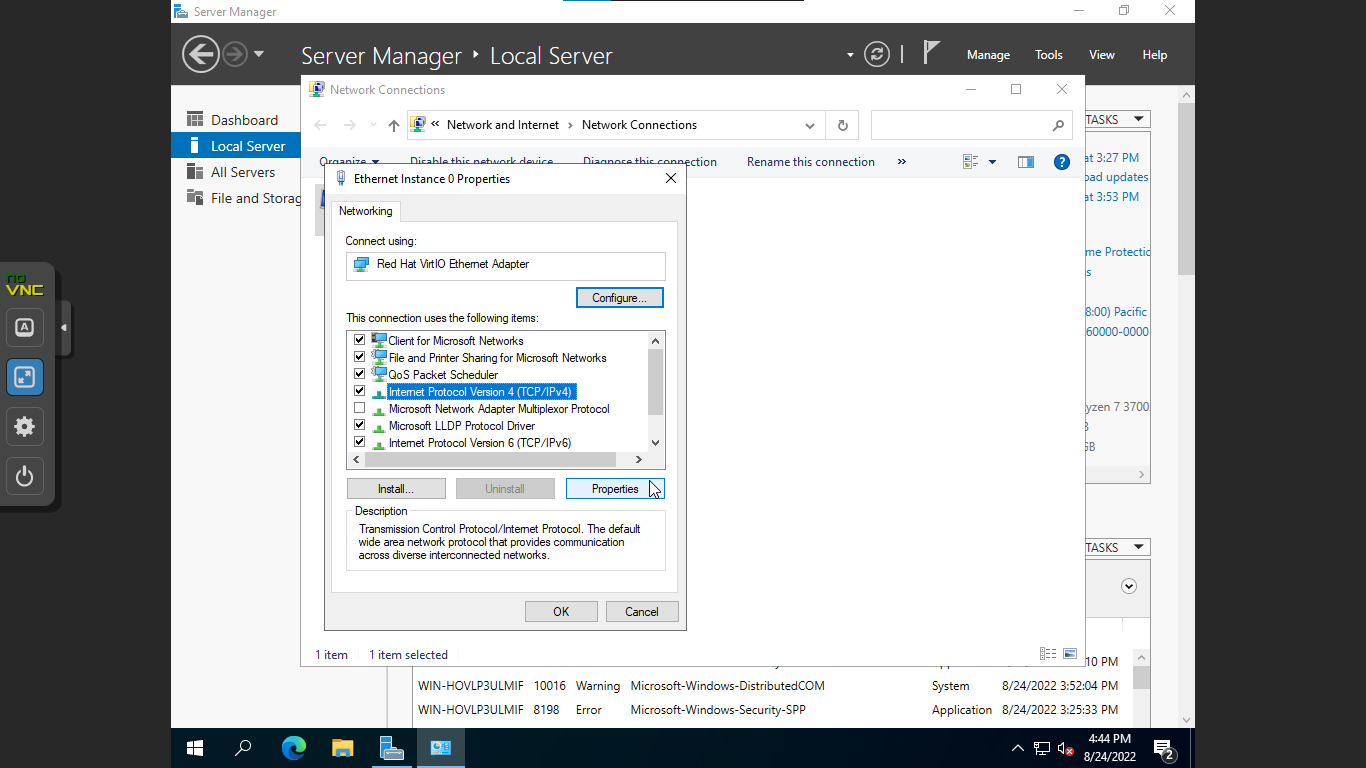 Server Manager
Server Manager Local Server
Manage Tools View Help
Network Connections
Dashboard
Local Server
All Servers
File and Storag
« Network and Internet Network Connections
TASKS
Organize Disable this network device Diagnose this connection Rename this connection »
at 3:27 PM
oad updates
at 3:53 PM
me Protectio
s
8:00) Pacific
60000-0000
yzen 7 3700
GB
TASKS
Ethernet Instance 0 Properties
Networking
Connect using:
Red Hat VirtIO Ethernet Adapter
Configure...
This connection uses the following items:
Client for Microsoft Networks
File and Printer Sharing for Microsoft Networks
QoS Packet Scheduler
Internet Protocol Version 4 (TCP/IPv4)
Microsoft Network Adapter Multiplexor Protocol
Microsoft LLDP Protocol Driver
Internet Protocol Version 6 (TCP/IPv6)
Install... Uninstall Properties
Description
Transmission Control Protocol/Internet Protocol. The default
wide area network protocol that provides communication
across diverse interconnected networks.
OK Cancel
1 item 1 item selected
10 PM
WIN-HOVLP3ULMIF 10016 Warning Microsoft-Windows-DistributedCOM System 8/24/2022 3:52:04 PM
WIN-HOVLP3ULMIF 8198 Error Microsoft-Windows-Security-SPP Application 8/24/2022 3:25:33 PM
4:44 PM
8/24/2022
2
no
VNC
A